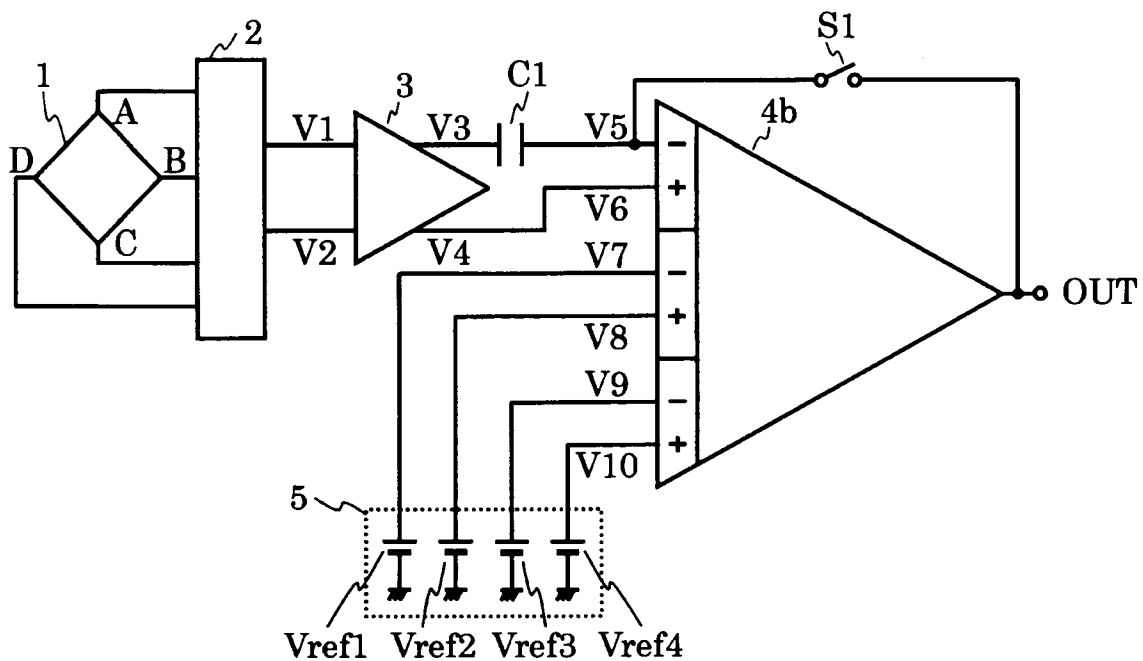 S1
2
1
A
3
C1
V1
V3
V5
−
4b
D
B
+
V6
C
V2
V4
V7
−
OUT
+
V8
V9
−
+
V10
5
Vref1
Vref2
Vref3
Vref4